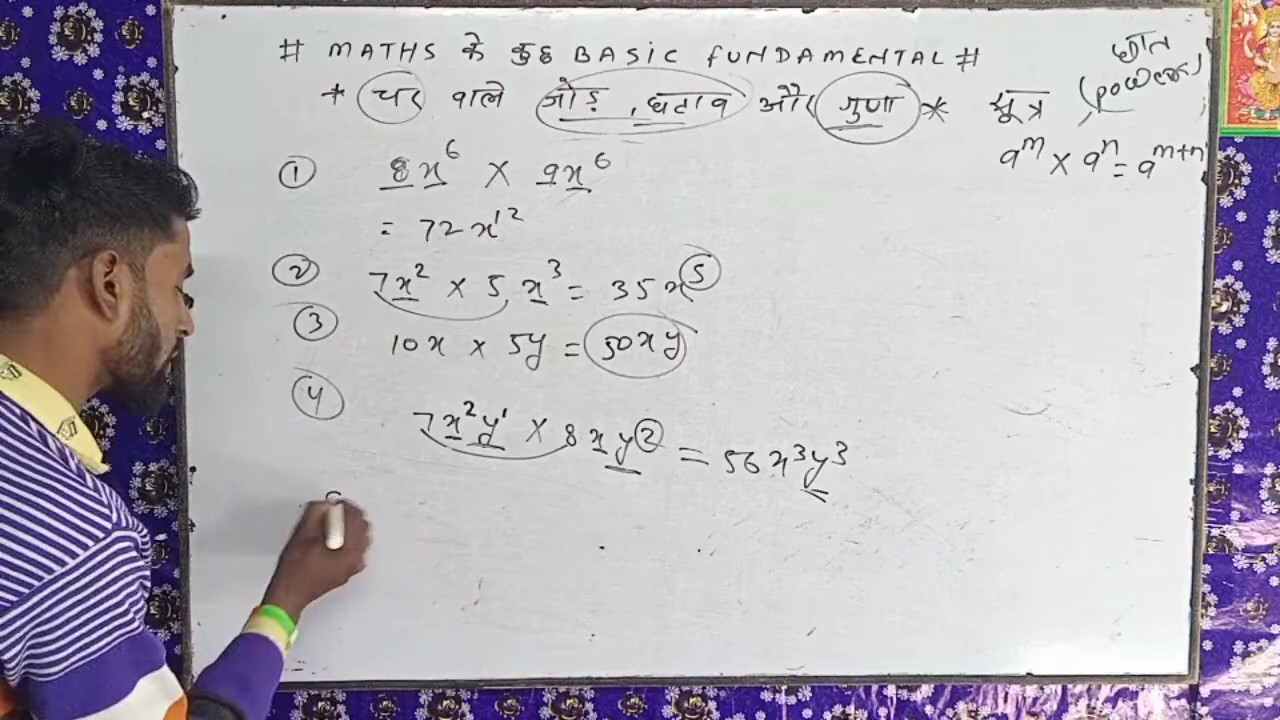 # MATHS के कुछ BASIC FUNDAMENTAL #
* चर वाले जोड़, घटाव और गुणा *
सूत्र
घात
(power)
a^m × a^n = a^m+n
① 8x^6 × 9x^6
= 72x^12
② 7x^2 × 5x^3 = 35x^5
③ 10x × 5y = 50xy
④ 7x^2y^1 × 8xy^2 = 56x^3y^3